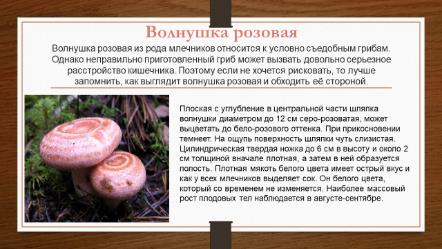 Волнушка розовая
Волнушка розовая из рода млечников относится к условно съедобным грибам.
Однако неправильно приготовленный гриб может вызвать довольно серьезное
расстройство кишечника. Поэтому если не хочется рисковать, то лучше
запомнить, как выглядит волнушка розовая и обходить её стороной.
Плоская с углубление в центральной части шляпка
волнушки диаметром до 12 см серо-розоватая, может
выцветать до бело-розового оттенка. При прикосновении
темнеет. На ощупь поверхность шляпки чуть слизистая.
Цилиндрическая твердая ножка до 6 см в высоту и около 2
см толщиной вначале плотная, а затем в ней образуется
полость. Плотная мякоть белого цвета имеет острый вкус и
как у всех млечников выделяет сок. Он белого цвета,
который со временем не изменяется. Наиболее массовый
рост плодовых тел наблюдается в августе-сентябре.